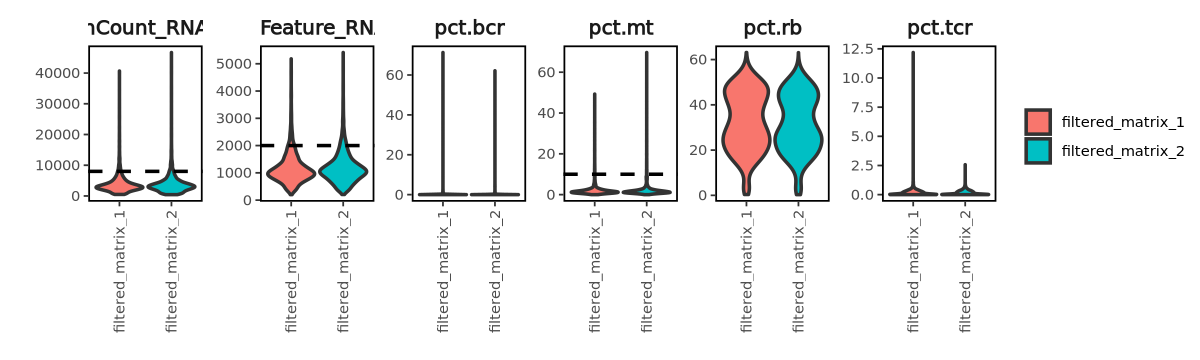 nCount_RNA
Feature_RN
pct.bcr
pct.mt
pct.rb
pct.tcr
40000
30000
20000
10000
0
5000
4000
3000
2000
1000
0
60
40
20
0
60
40
20
0
60
40
20
0
12.5
10.0
7.5
5.0
2.5
0.0
filtered_matrix_1
filtered_matrix_2
filtered_matrix_1
filtered_matrix_2
filtered_matrix_1
filtered_matrix_2
filtered_matrix_1
filtered_matrix_2
filtered_matrix_1
filtered_matrix_2
filtered_matrix_1
filtered_matrix_2
filtered_matrix_1
filtered_matrix_2